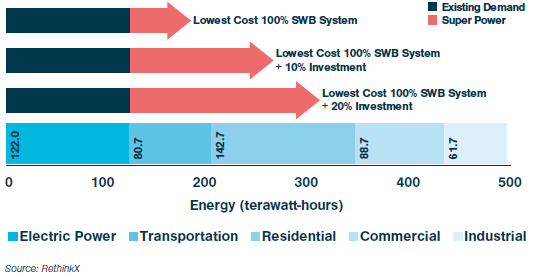 Existing Demand
Super Power
Lowest Cost 100% SWB System
Lowest Cost 100% SWB System
+ 10% Investment
Lowest Cost 100% SWB System
+ 20% Investment
122.0 80.7 142.7 88.7 61.7
0 100 200 300 400 500
Energy (terawatt-hours)
Electric Power Transportation Residential Commercial Industrial
Source: RethinkX